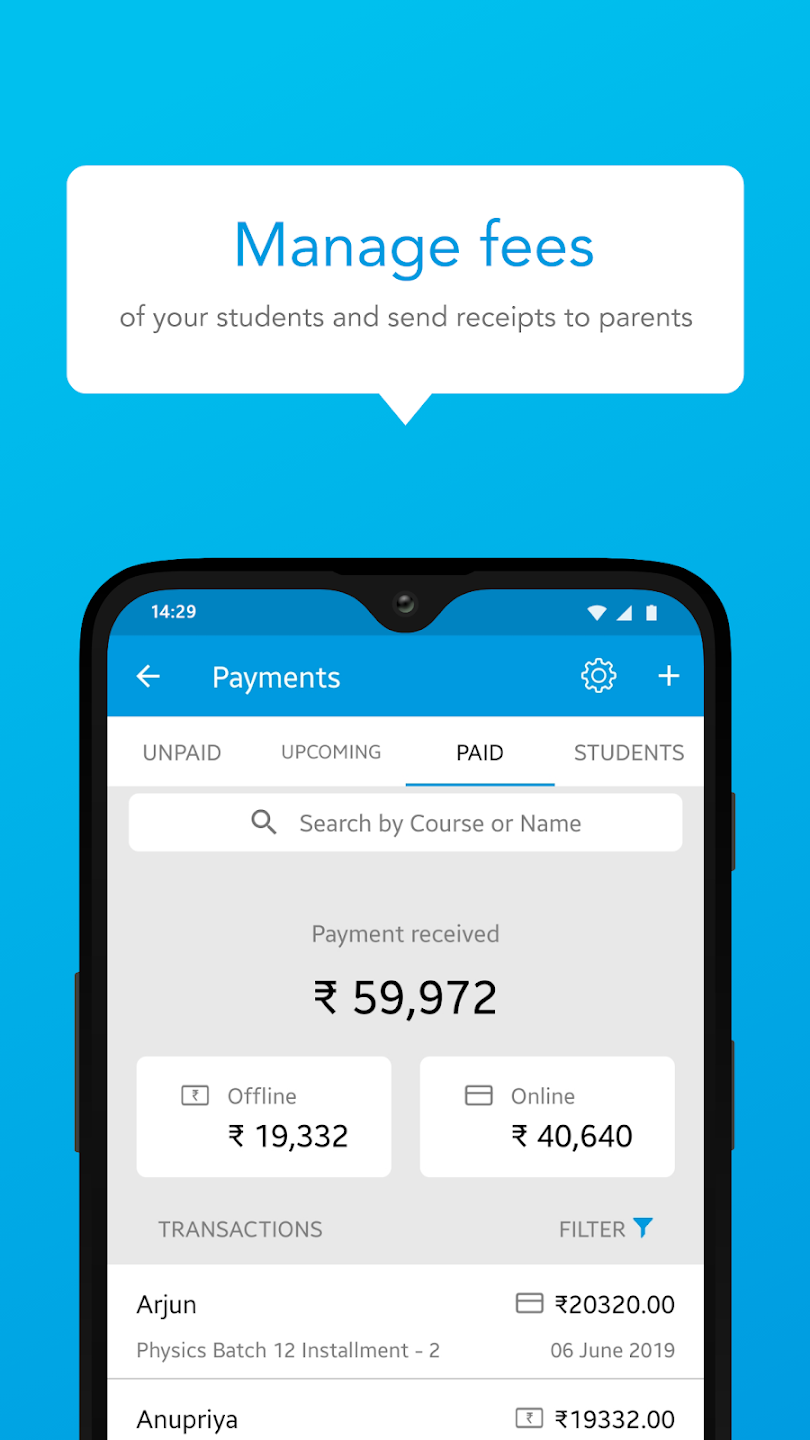 Manage fees
of your students and send receipts to parents
14:29
Payments
UNPAID UPCOMING PAID STUDENTS
Search by Course or Name
Payment received
₹ 59,972
Offline Online
₹ 19,332 ₹ 40,640
TRANSACTIONS FILTER
Arjun ₹20320.00
Physics Batch 12 Installment - 2 06 June 2019
Anupriya ₹19332.00